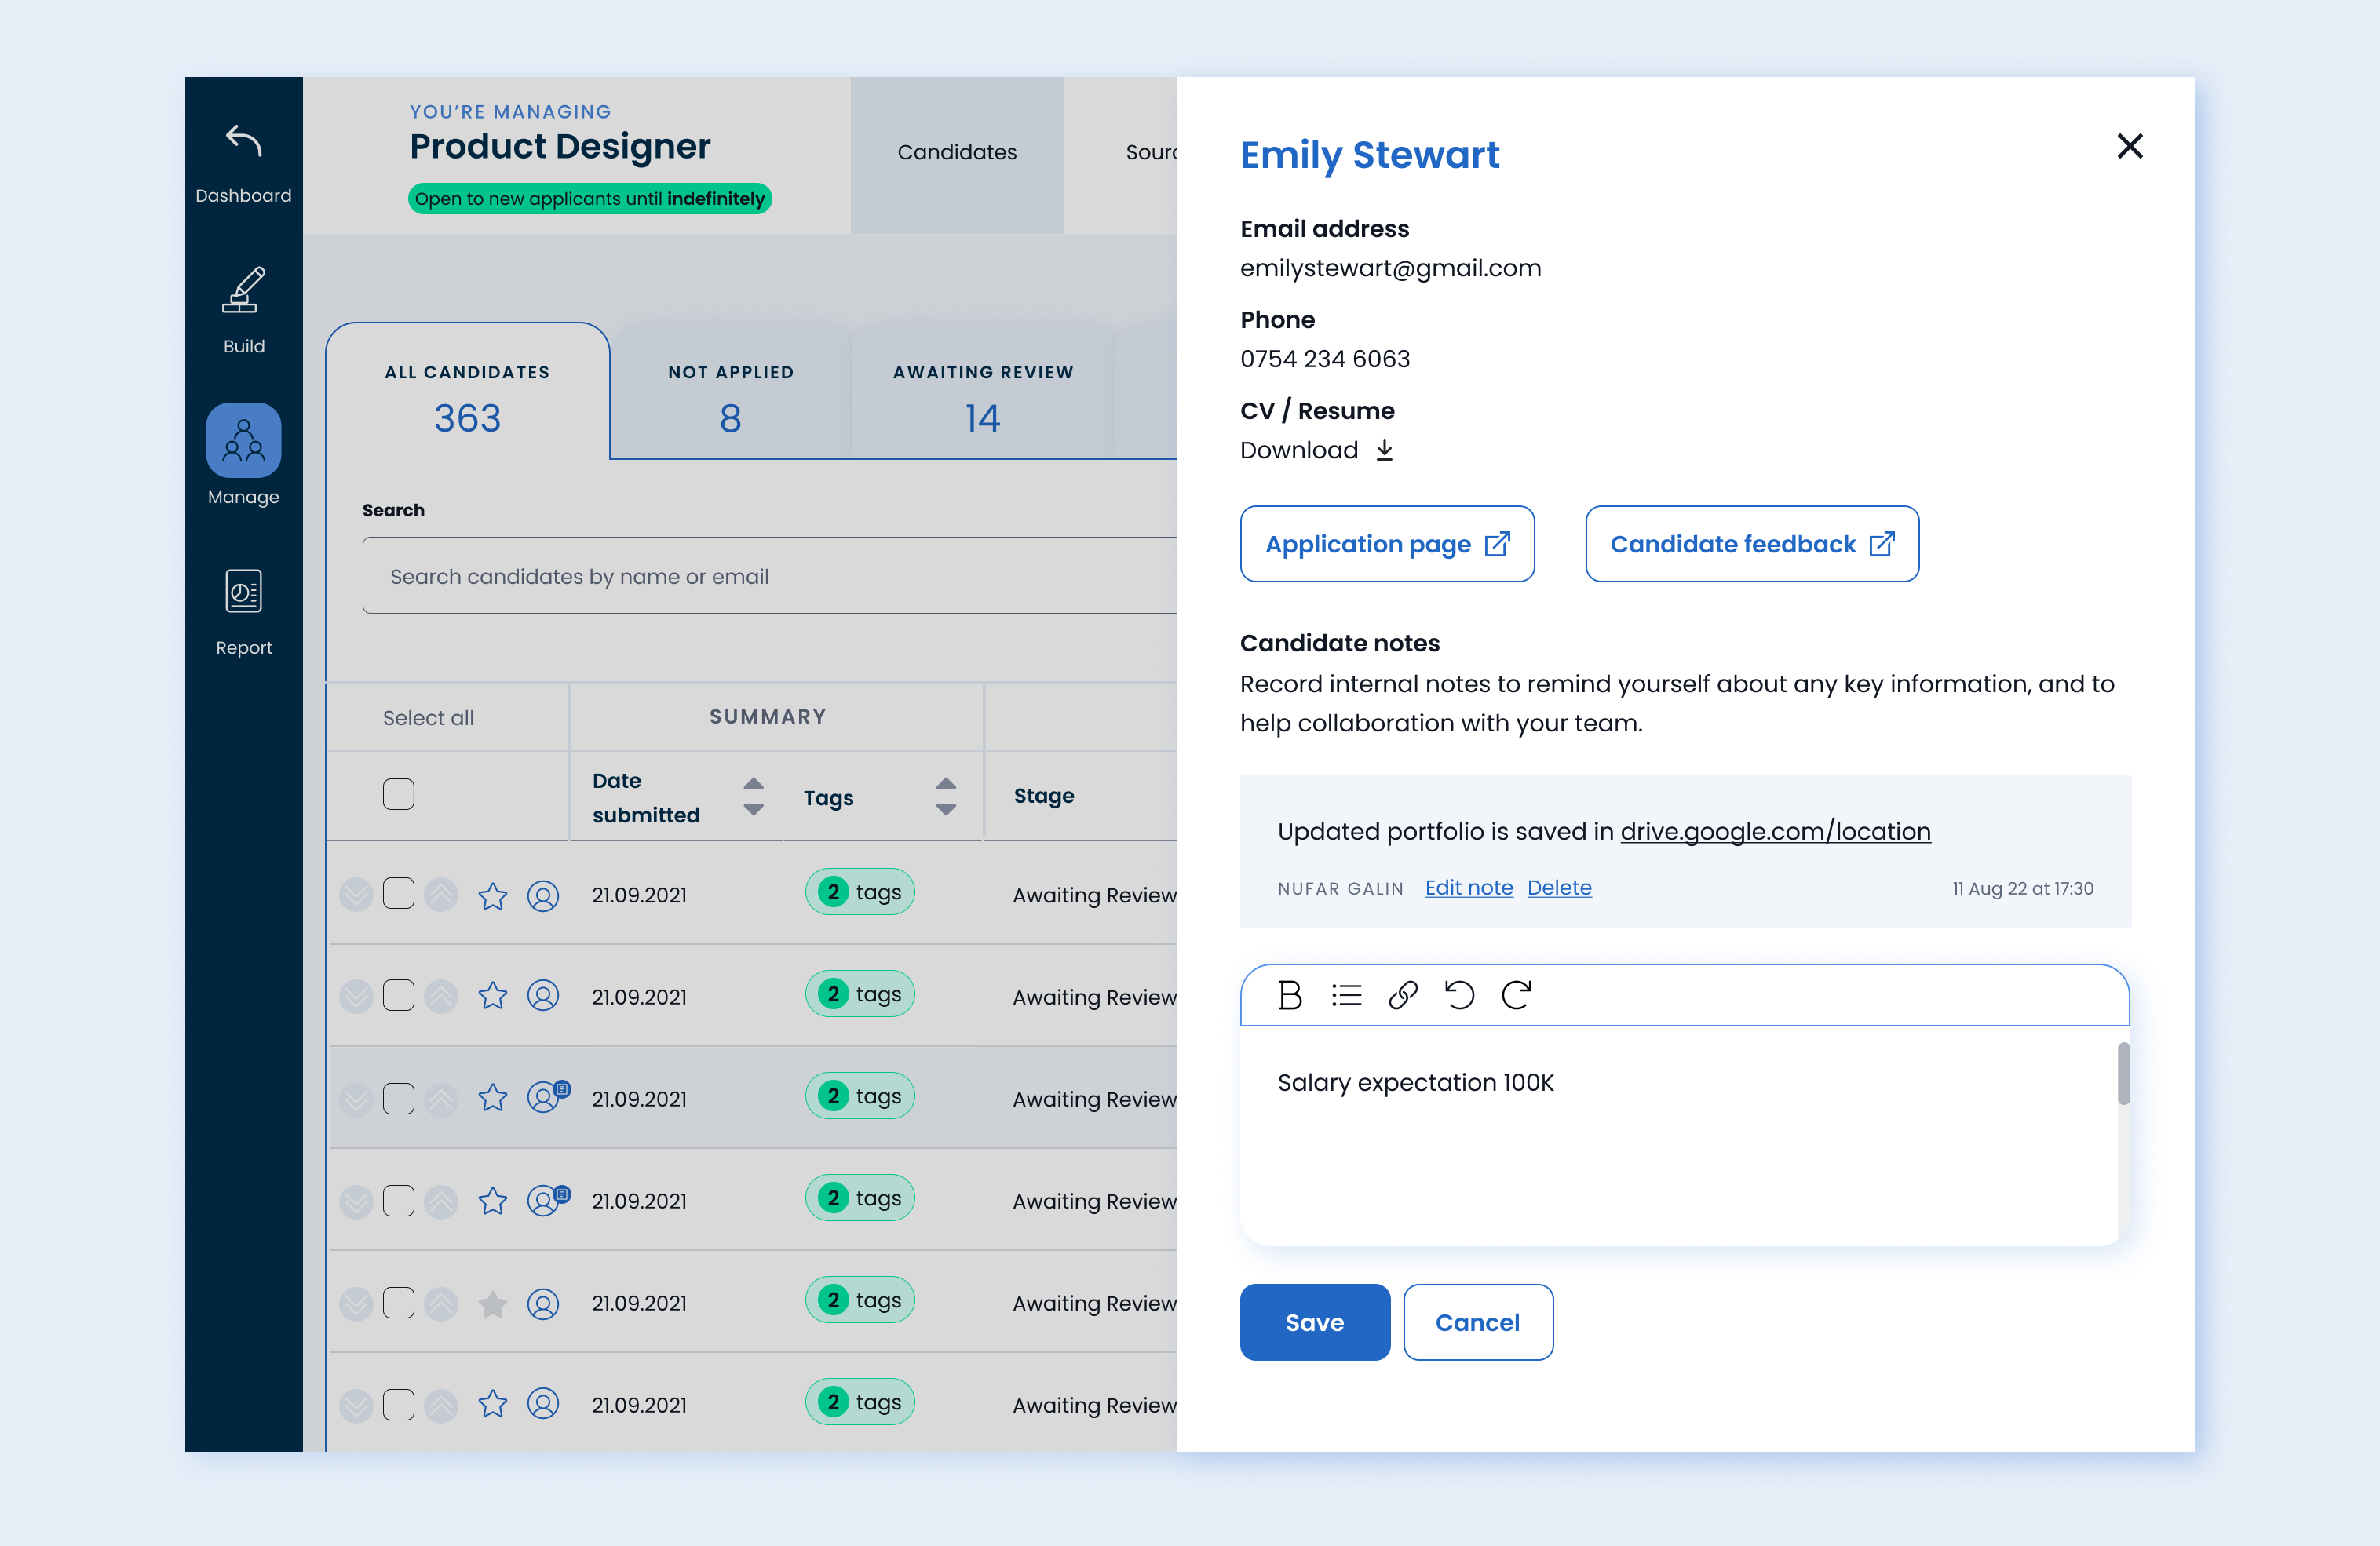 Dashboard
Build
Manage
Report
YOU’RE MANAGING
Product Designer
Open to new applicants until indefinitely
Candidates
ALL CANDIDATES
363
NOT APPLIED
8
AWAITING REVIEW
14
Search
Search candidates by name or email
Select all
SUMMARY
Date
submitted
Tags
Stage
21.09.2021 2 tags Awaiting Review
21.09.2021 2 tags Awaiting Review
21.09.2021 2 tags Awaiting Review
21.09.2021 2 tags Awaiting Review
21.09.2021 2 tags Awaiting Review
21.09.2021 2 tags Awaiting Review
Emily Stewart
Email address
emilystewart@gmail.com
Phone
0754 234 6063
CV / Resume
Download
Application page
Candidate feedback
Candidate notes
Record internal notes to remind yourself about any key information, and to
help collaboration with your team.
Updated portfolio is saved in drive.google.com/location
NUFAR GALIN Edit note Delete 11 Aug 22 at 17:30
B
Salary expectation 100K
Save
Cancel